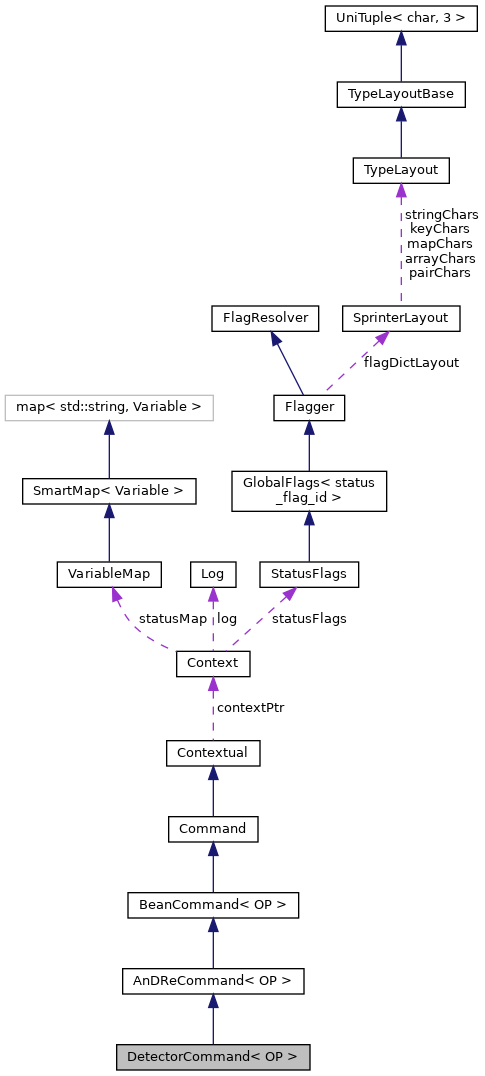 UniTuple< char, 3 >
TypeLayoutBase
TypeLayout
stringChars
keyChars
mapChars
arrayChars
pairChars
FlagResolver
SprinterLayout
flagDictLayout
map< std::string, Variable >
Flagger
SmartMap< Variable >
GlobalFlags< status
_flag_id >
VariableMap
Log
StatusFlags
statusMap
log
statusFlags
Context
contextPtr
Contextual
Command
BeanCommand< OP >
AnDReCommand< OP >
DetectorCommand< OP >